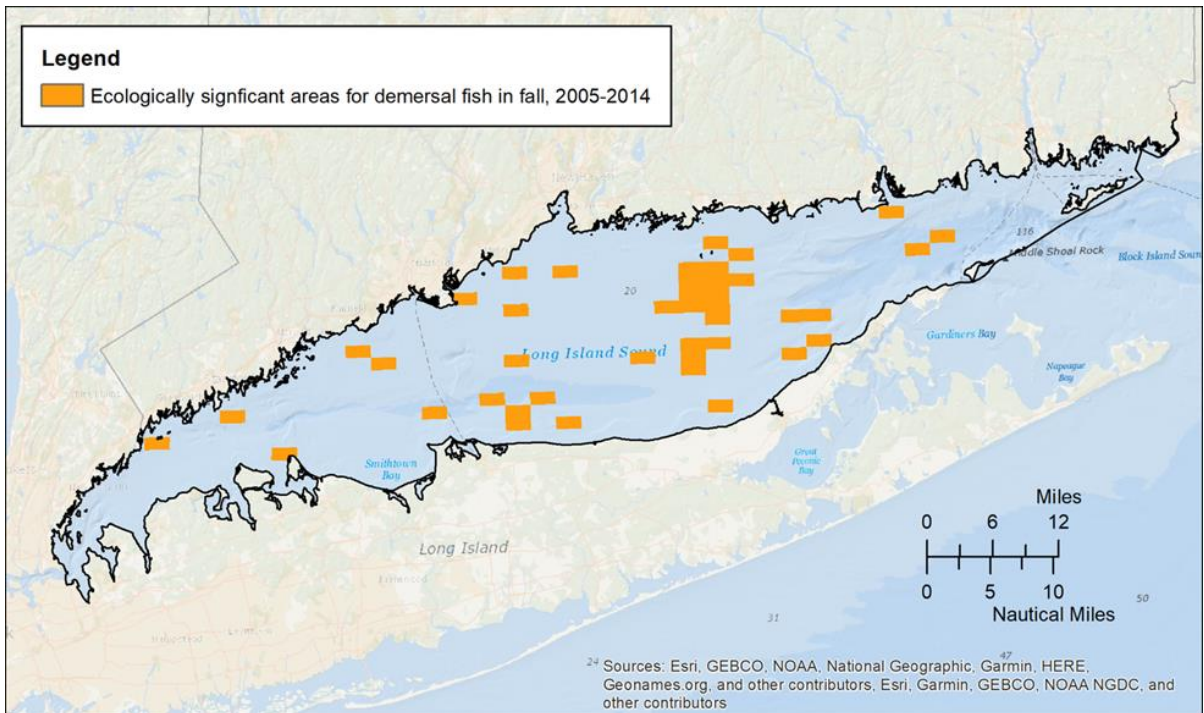 Legend
Ecologically signficant areas for demersal fish in fall, 2005-2014
116
Middle Shoal Rock
Block Island Soun
20
Long Island Sound
Gardiners Bay
Napeague
Bay
Smithtown
Bay
Great
Peconic
Bay
Long Island
Miles
0 6 12
0 5 10
Nautical Miles
50
31
47
24
Sources: Esri, GEBCO, NOAA, National Geographic, Garmin, HERE,
Geonames.org, and other contributors, Esri, Garmin, GEBCO, NOAA NGDC, and
other contributors